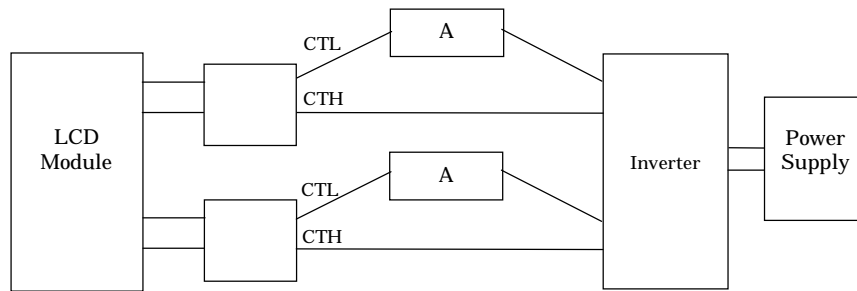 CTL
A
CTH
LCD
Module
Inverter
Power
Supply
CTL
A
CTH